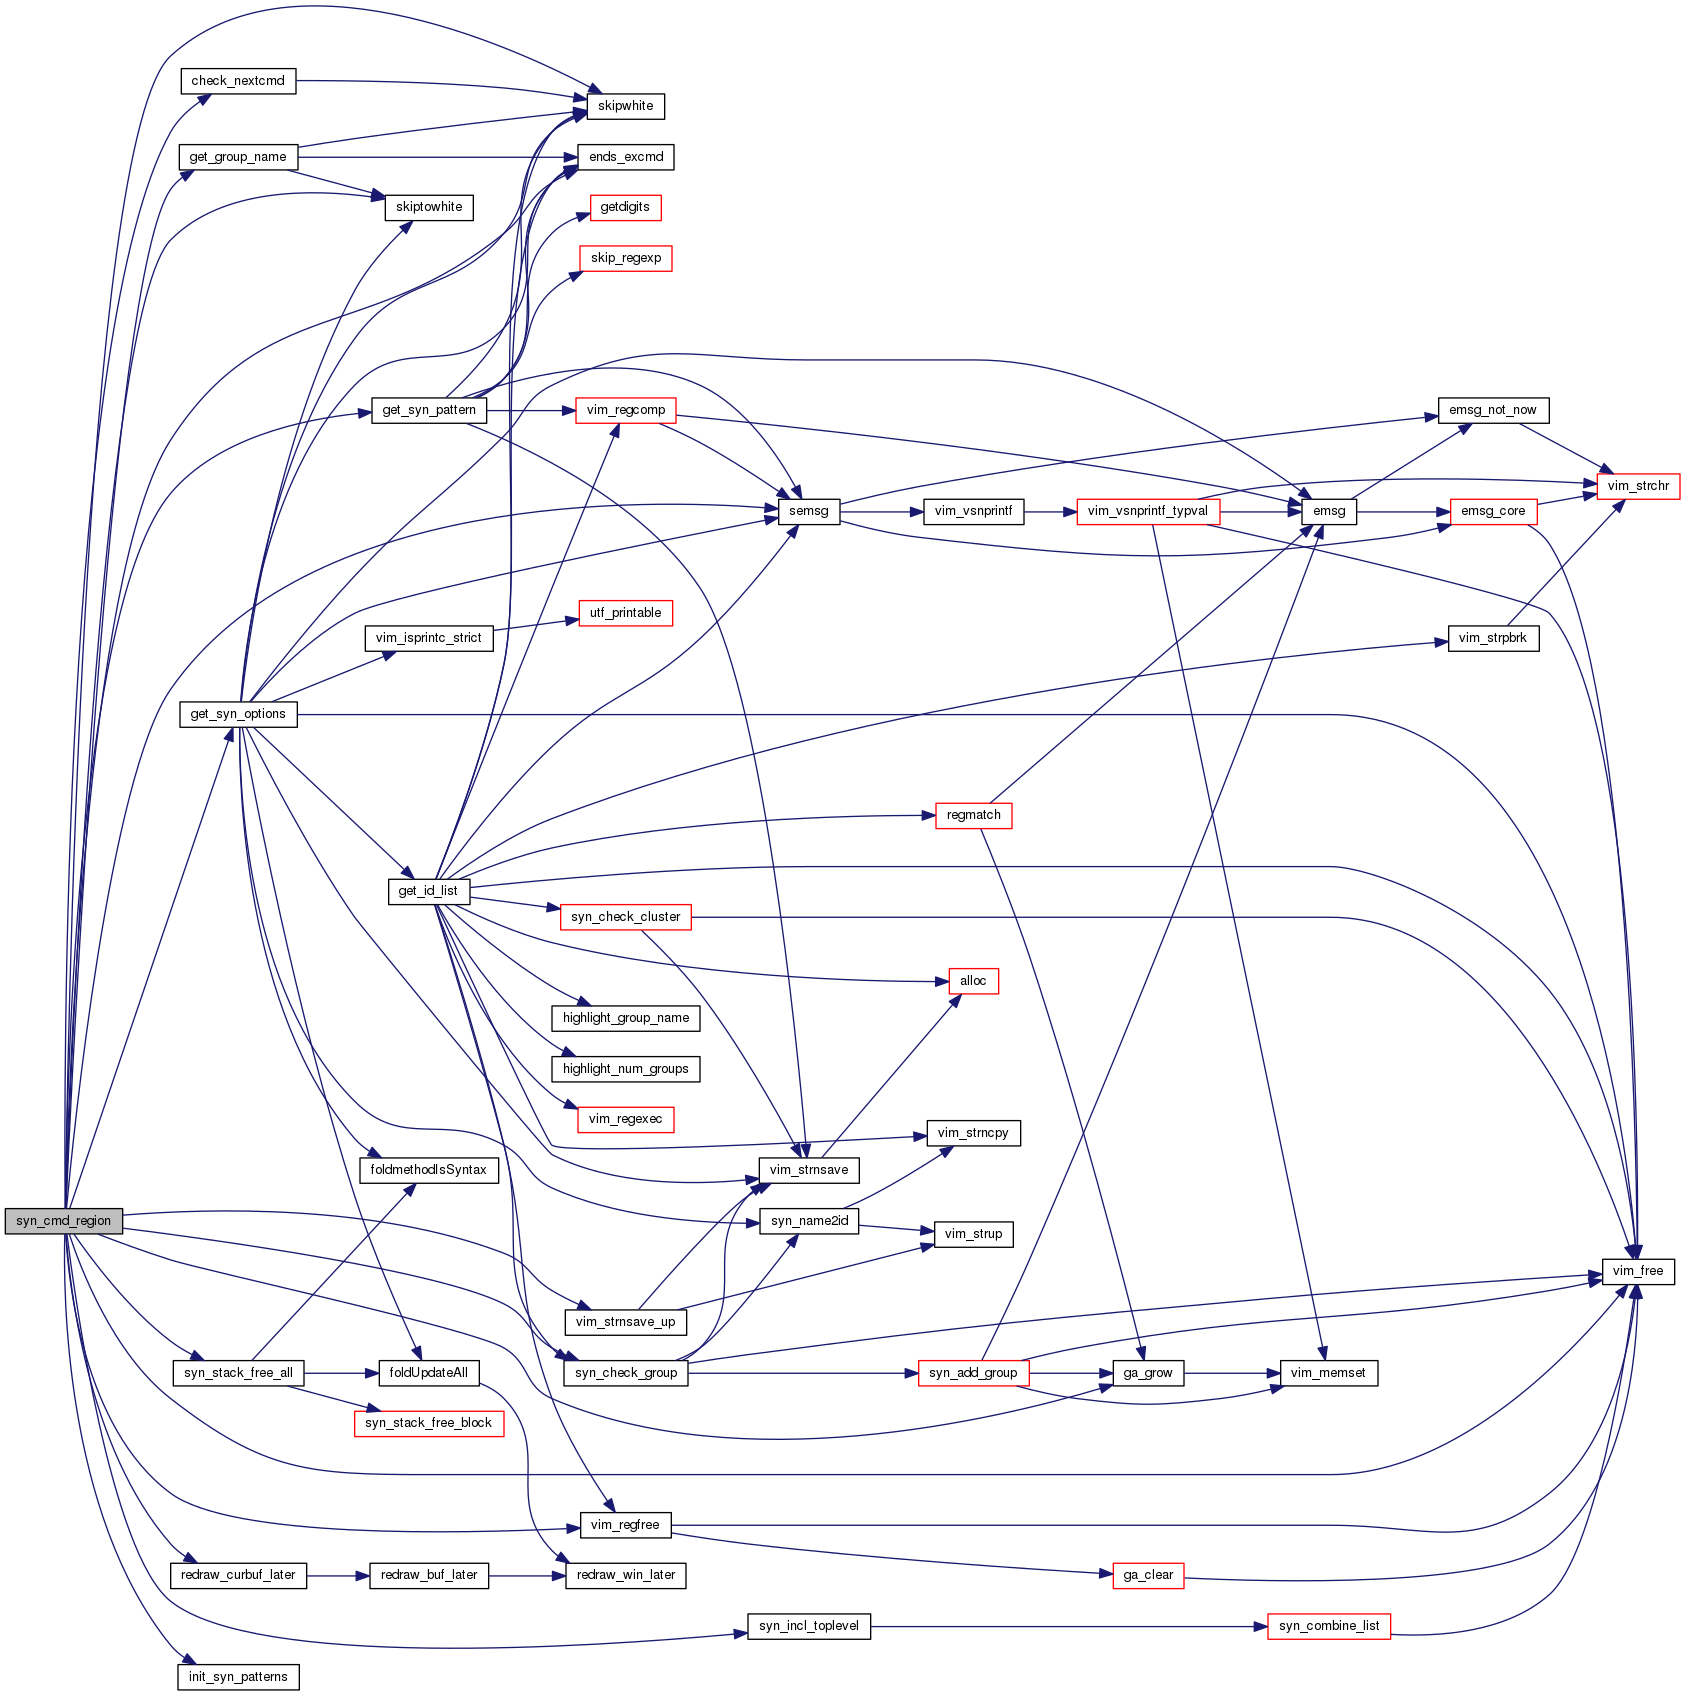 check_nextcmd
skipwhite
get_group_name
ends_excmd
skiptowhite
getdigits
skip_regexp
get_syn_pattern
vim_regcomp
emsg_not_now
vim_strchr
semsg
vim_vsnprintf
vim_vsnprintf_typval
emsg
emsg_core
utf_printable
vim_isprintc_strict
vim_strpbrk
get_syn_options
regmatch
get_id_list
syn_check_cluster
alloc
highlight_group_name
highlight_num_groups
vim_regexec
vim_strncpy
foldmethodIsSyntax
vim_strnsave
syn_cmd_region
syn_name2id
vim_strup
vim_free
vim_strnsave_up
syn_stack_free_all
foldUpdateAll
syn_check_group
syn_add_group
ga_grow
vim_memset
syn_stack_free_block
vim_regfree
redraw_curbuf_later
redraw_buf_later
redraw_win_later
ga_clear
syn_incl_toplevel
syn_combine_list
init_syn_patterns